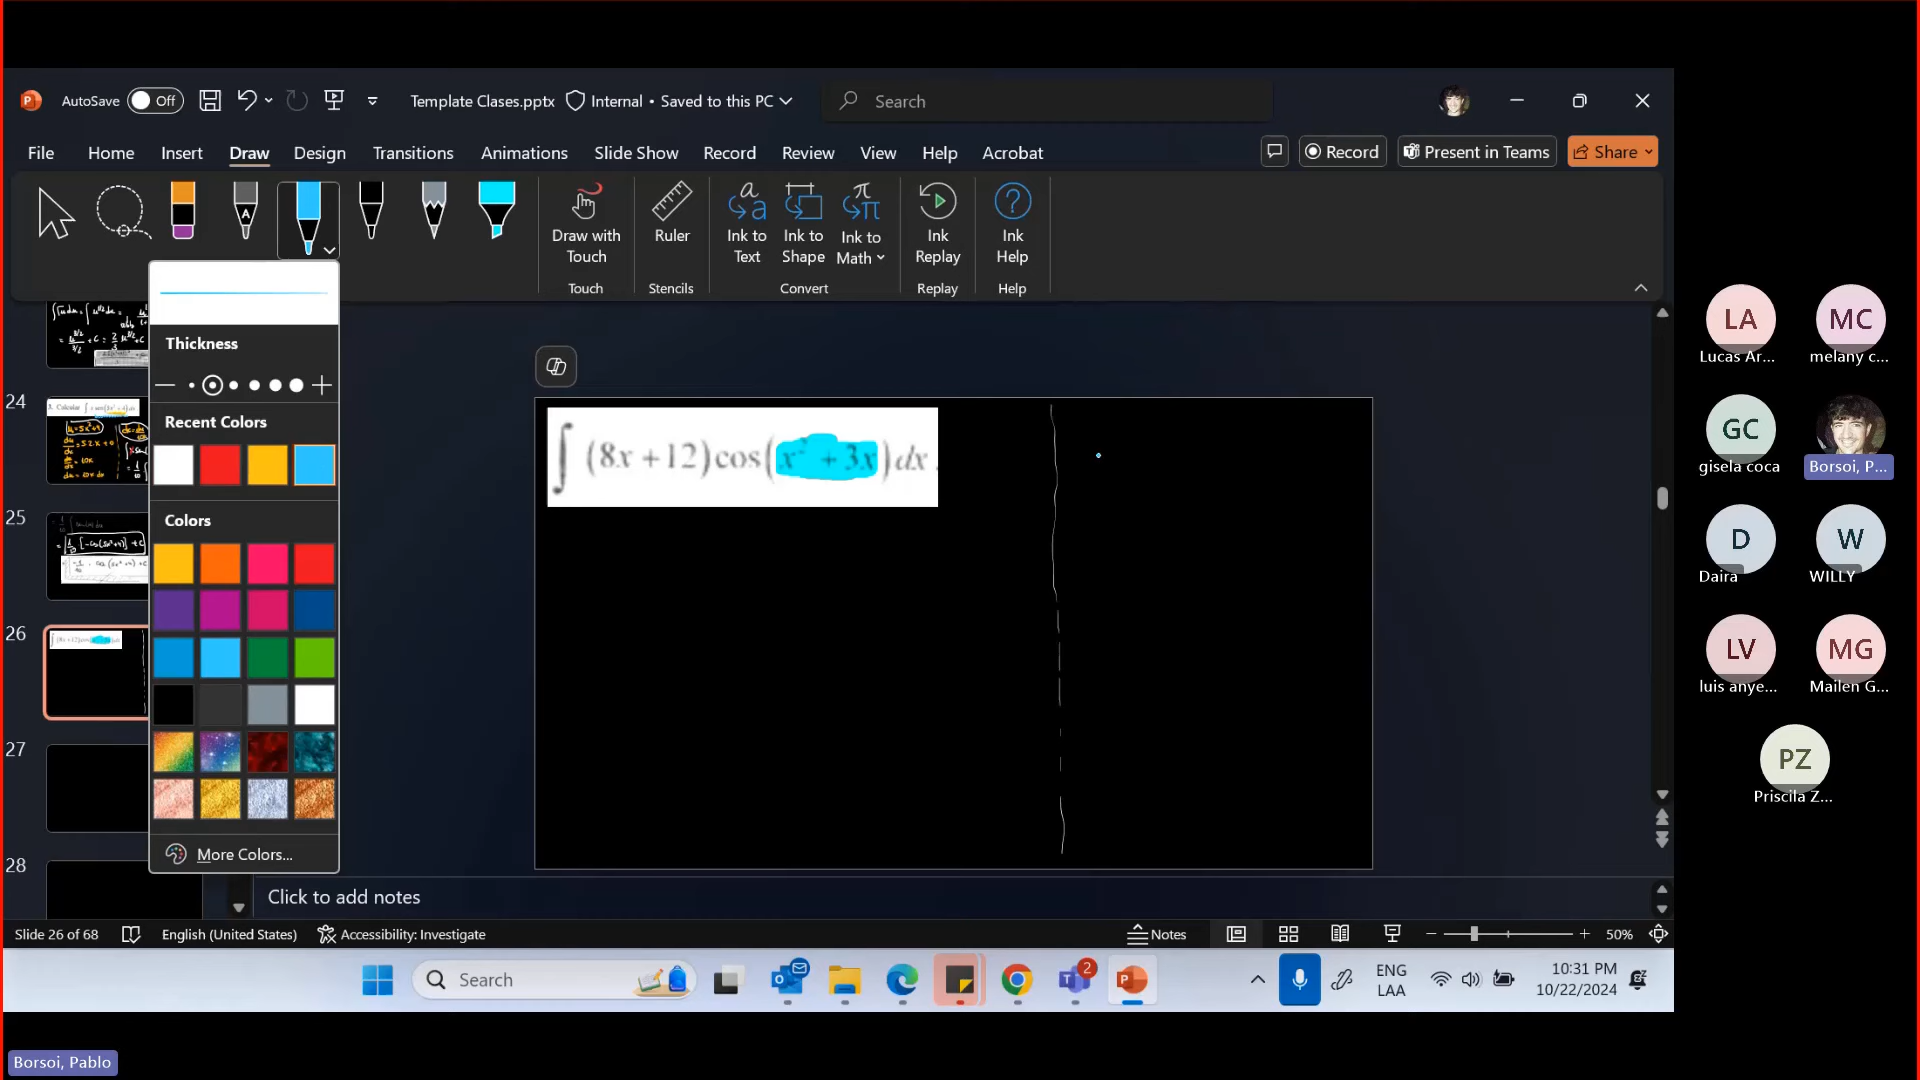 AutoSave Off Template Clases.pptx Internal • Saved to this PC Search
File Home Insert Draw Design Transitions Animations Slide Show Record Review View Help Acrobat Record Present in Teams Share
Draw with Touch
Ruler
Ink to Text
Ink to Shape
Ink to Math
Ink Replay
Ink Help
Touch Stencils Convert Replay Help
Thickness
Recent Colors
Colors
More Colors...
24
3. Calcular
25
26
27
28
∫ (8x + 12) cos(x² + 3x) dx
Click to add notes
Slide 26 of 68 English (United States) Accessibility: Investigate Notes 50%
Search
2
ENG
LAA
10:31 PM
10/22/2024
LA
Lucas Ar...
MC
melany c...
GC
gisela coca
Borsoi, P...
D
Daira
W
WILLY
LV
luis anye...
MG
Mailen G...
PZ
Priscila Z...
Borsoi, Pablo